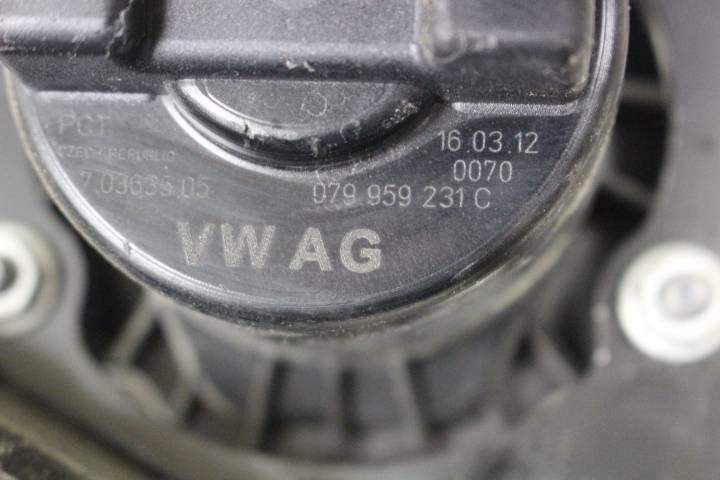 PCT
CZECH REPUBLIC
7.03635.05
16.03.12
0070
079 959 231 C
VW AG